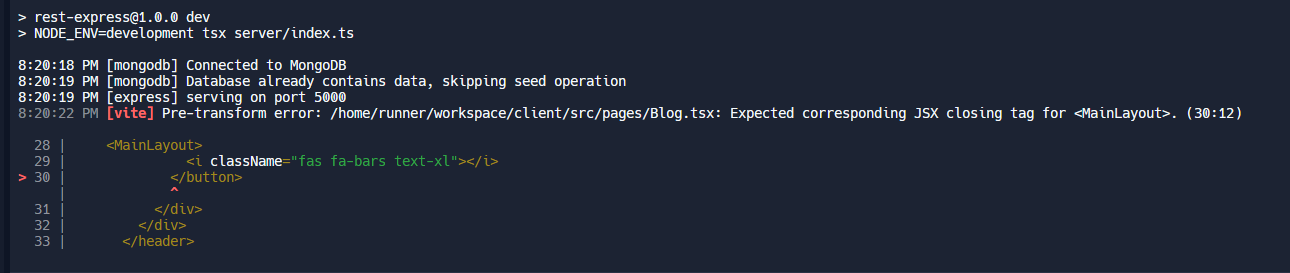 > rest-express@1.0.0 dev
> NODE_ENV=development tsx server/index.ts
8:20:18 PM [mongodb] Connected to MongoDB
8:20:19 PM [mongodb] Database already contains data, skipping seed operation
8:20:19 PM [express] serving on port 5000
8:20:22 PM [vite] Pre-transform error: /home/runner/workspace/client/src/pages/Blog.tsx: Expected corresponding JSX closing tag for <MainLayout>. (30:12)
  28 |     <MainLayout>
  29 |               <i className="fas fa-bars text-xl"></i>
> 30 |             </button>
     |             ^
  31 |           </div>
  32 |         </div>
  33 |       </header>